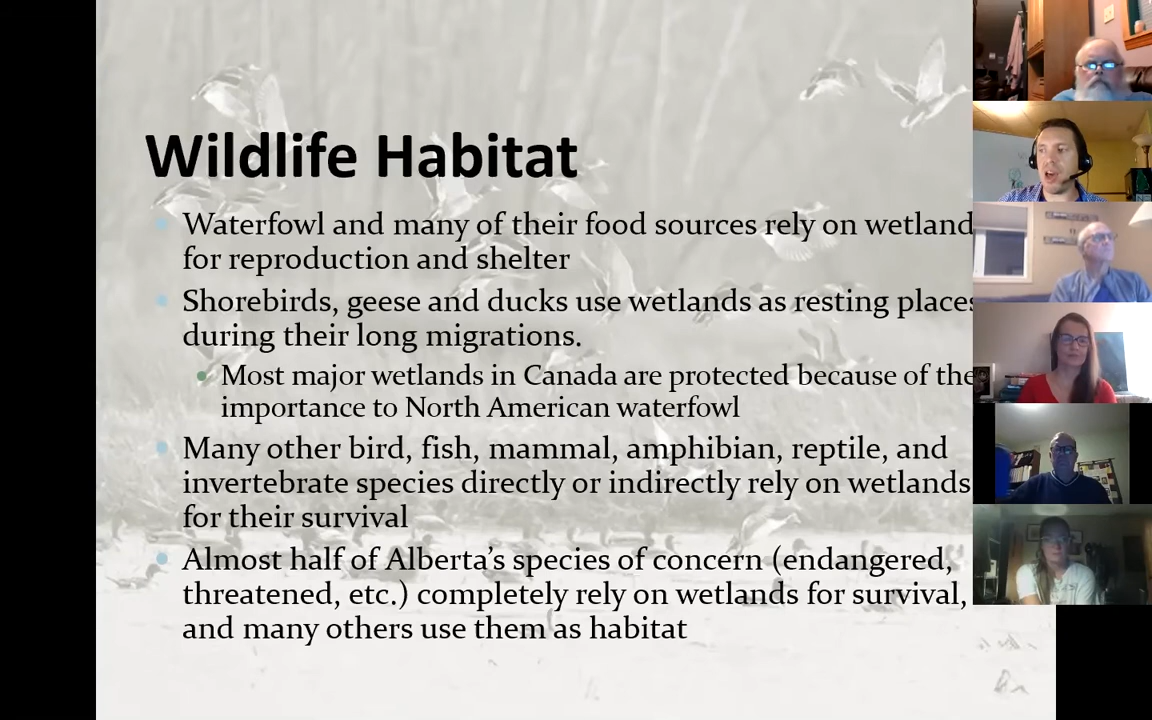 Wildlife Habitat
Waterfowl and many of their food sources rely on wetland
for reproduction and shelter
Shorebirds, geese and ducks use wetlands as resting places
during their long migrations.
Most major wetlands in Canada are protected because of the
importance to North American waterfowl
Many other bird, fish, mammal, amphibian, reptile, and
invertebrate species directly or indirectly rely on wetlands
for their survival
Almost half of Alberta’s species of concern (endangered,
threatened, etc.) completely rely on wetlands for survival,
and many others use them as habitat